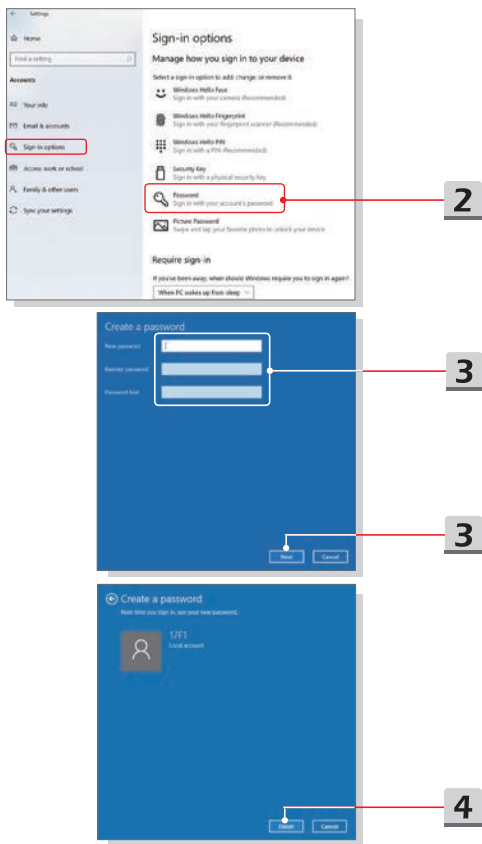 Settings
Home
Find a setting
Accounts
Your info
Email & accounts
Sign-in options
Access work or school
Family & other users
Sync your settings
Sign-in options
Manage how you sign in to your device
Select a sign-in option to add, change, or remove it.
Windows Hello Face
Sign in with your camera (Recommended)
Windows Hello Fingerprint
Sign in with your fingerprint scanner (Recommended)
Windows Hello PIN
Sign in with a PIN (Recommended)
Security Key
Sign in with a physical security key
Password
Sign in with your account's password
Picture Password
Swipe and tap your favorite photo to unlock your device
Require sign-in
If you've been away, when should Windows require you to sign in again?
When PC wakes up from sleep
2
Create a password
New password
Reenter password
Password hint
3
Next Cancel
3
Create a password
Next time you sign in, use your new password.
17F1
Local account
Finish Cancel
4